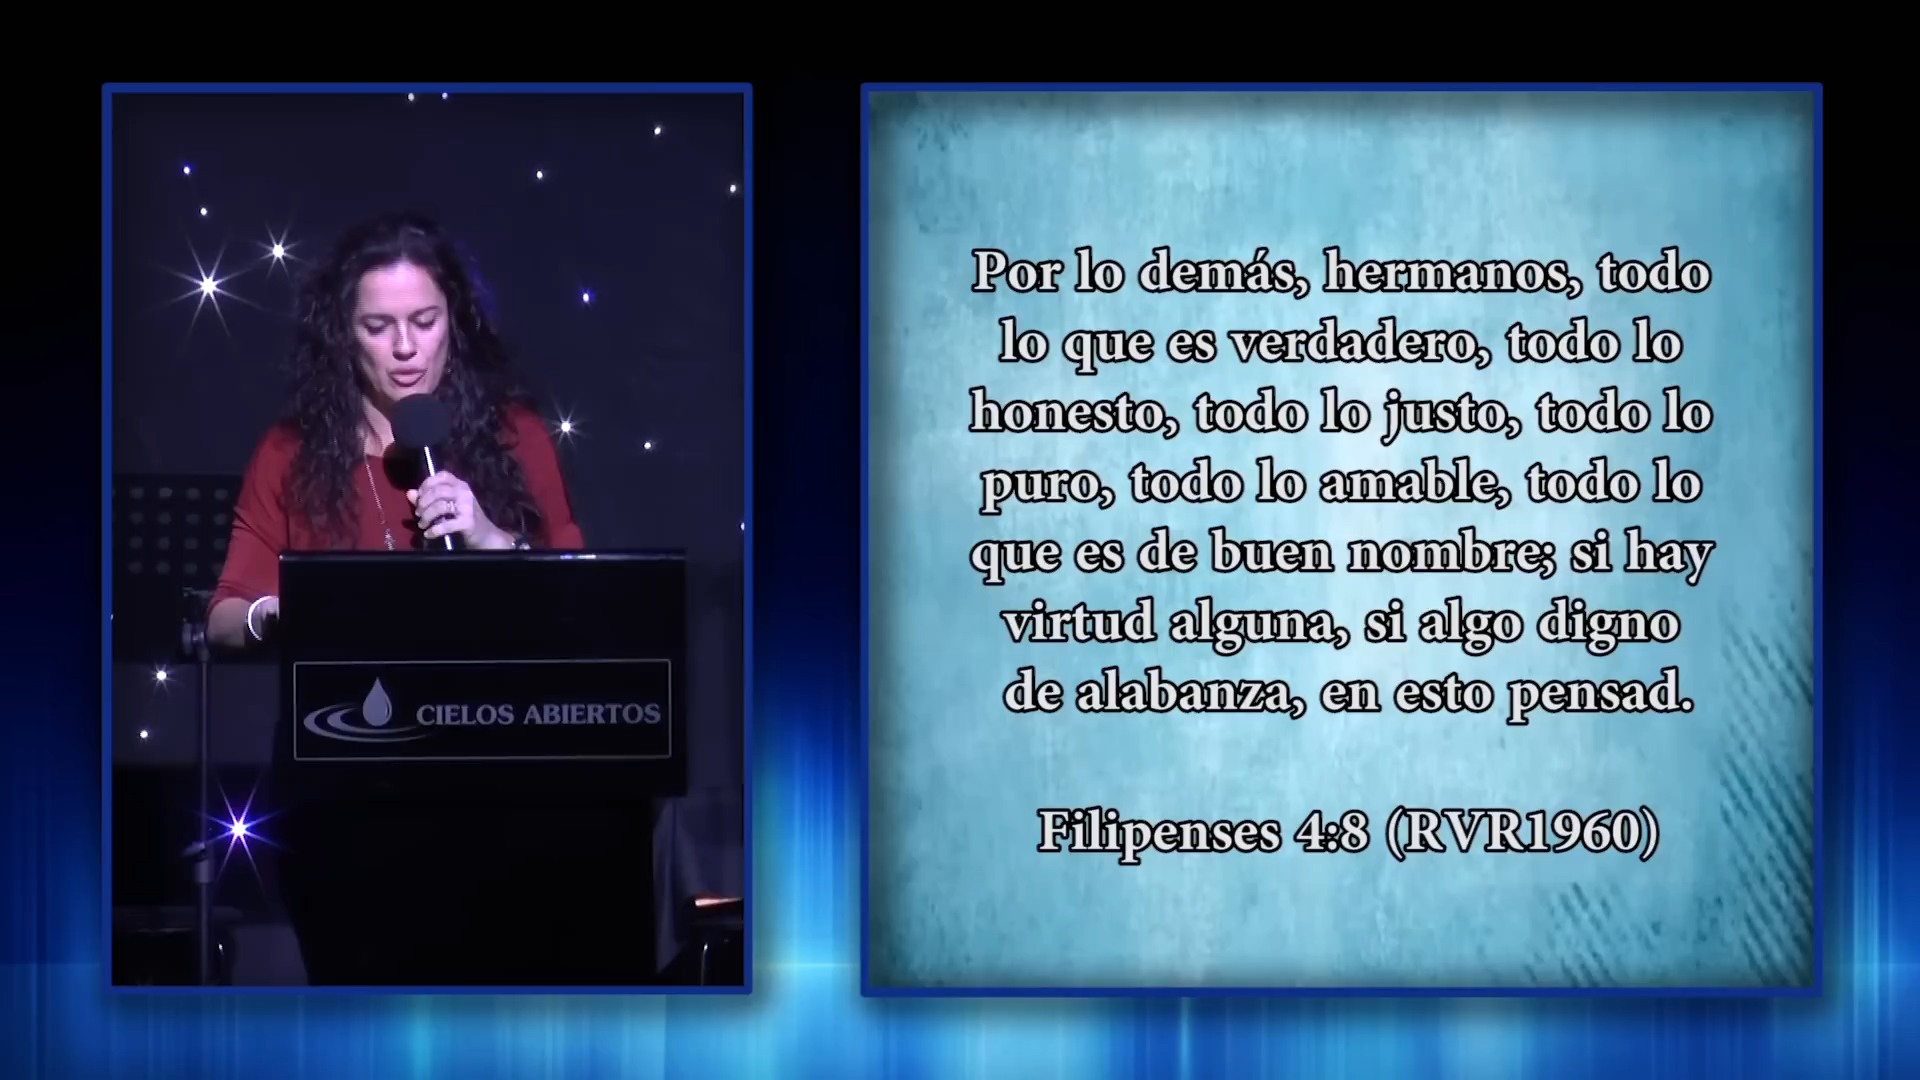 CIELOS ABIERTOS
Por lo demás, hermanos, todo
lo que es verdadero, todo lo
honesto, todo lo justo, todo lo
puro, todo lo amable, todo lo
que es de buen nombre; si hay
virtud alguna, si algo digno
de alabanza, en esto pensad.
Filipenses 4:8 (RVR1960)